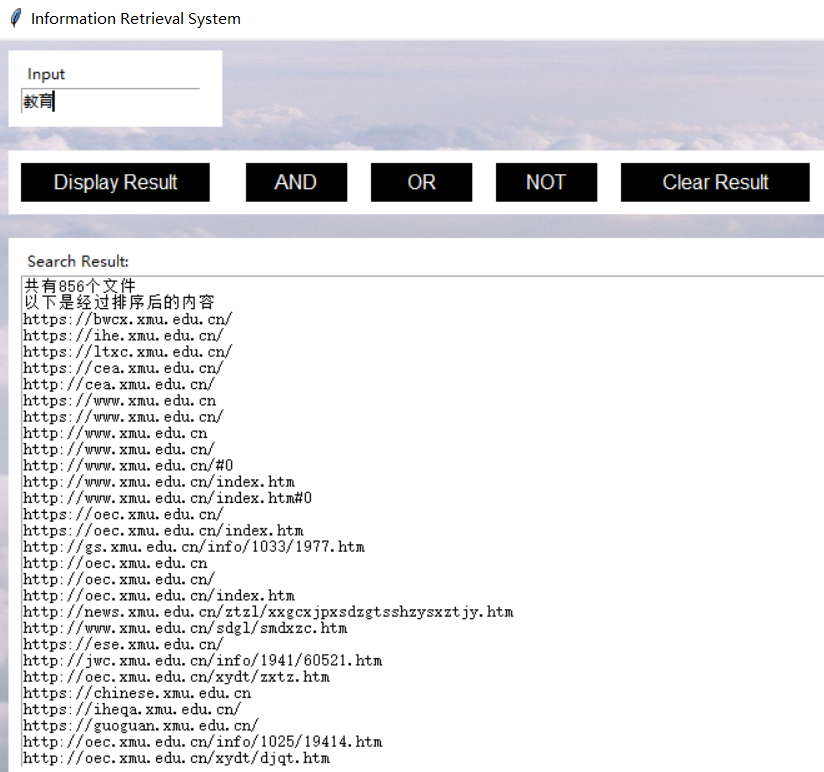 Information Retrieval System
Input
教育
Display Result AND OR NOT Clear Result
Search Result:
共有856个文件
以下是经过排序后的内容
https://bwcx.xmu.edu.cn/
https://ihe.xmu.edu.cn/
https://ltxc.xmu.edu.cn/
https://cea.xmu.edu.cn/
http://cea.xmu.edu.cn/
https://www.xmu.edu.cn
https://www.xmu.edu.cn/
http://www.xmu.edu.cn
http://www.xmu.edu.cn/
http://www.xmu.edu.cn/#0
http://www.xmu.edu.cn/index.htm
http://www.xmu.edu.cn/index.htm#0
https://oec.xmu.edu.cn/
https://oec.xmu.edu.cn/index.htm
http://gs.xmu.edu.cn/info/1033/1977.htm
http://oec.xmu.edu.cn
http://oec.xmu.edu.cn/
http://oec.xmu.edu.cn/index.htm
http://news.xmu.edu.cn/ztzl/xxgcxjpxsdzgtsshzysxztjy.htm
http://www.xmu.edu.cn/sdgl/smdxzc.htm
https://ese.xmu.edu.cn/
http://jwc.xmu.edu.cn/info/1941/60521.htm
http://oec.xmu.edu.cn/xydt/zxtz.htm
https://chinese.xmu.edu.cn
https://iheqa.xmu.edu.cn/
https://guoguan.xmu.edu.cn/
http://oec.xmu.edu.cn/info/1025/19414.htm
http://oec.xmu.edu.cn/xydt/djqt.htm